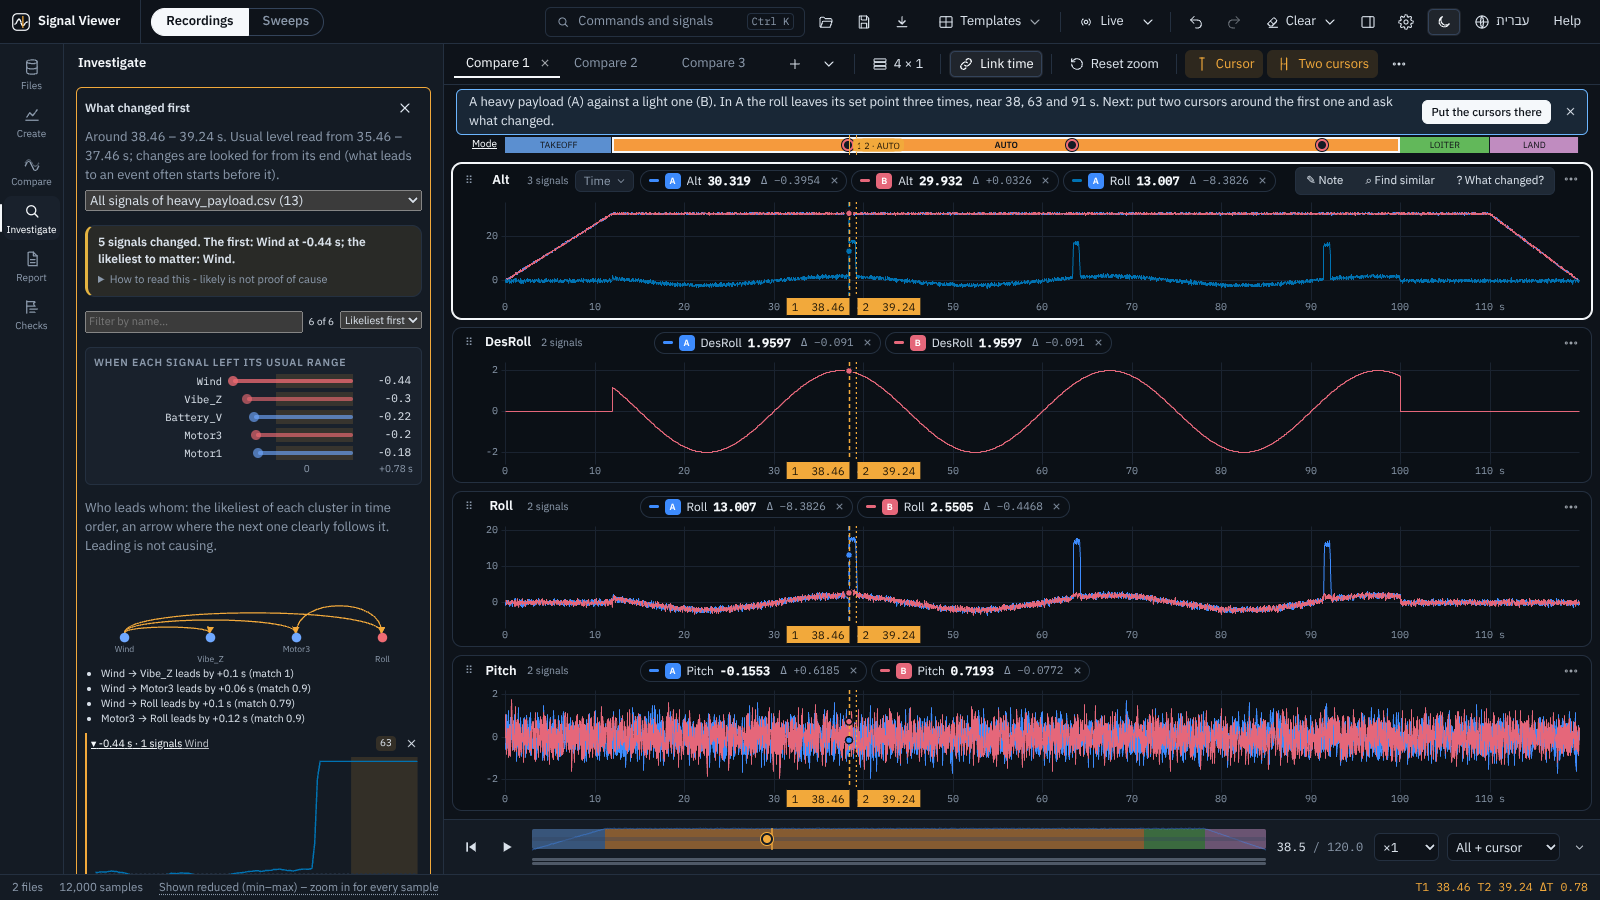 Signal Viewer
Recordings
Sweeps
Commands and signals
Ctrl K
Templates
Live
Clear
עברית
Help
Files
Create
Compare
Investigate
Report
Checks
Investigate
What changed first
Around 38.46 – 39.24 s. Usual level read from 35.46 –
37.46 s; changes are looked for from its end (what leads
to an event often starts before it).
All signals of heavy_payload.csv (13)
5 signals changed. The first: Wind at -0.44 s; the
likeliest to matter: Wind.
How to read this - likely is not proof of cause
Filter by name...
6 of 6
Likeliest first
WHEN EACH SIGNAL LEFT ITS USUAL RANGE
Wind -0.44
Vibe_Z -0.3
Battery_V -0.22
Motor3 -0.2
Motor1 -0.18
0 +0.78 s
Who leads whom: the likeliest of each cluster in time
order, an arrow where the next one clearly follows it.
Leading is not causing.
Wind
Vibe_Z
Motor3
Roll
Wind → Vibe_Z leads by +0.1 s (match 1)
Wind → Motor3 leads by +0.06 s (match 0.9)
Wind → Roll leads by +0.1 s (match 0.79)
Motor3 → Roll leads by +0.12 s (match 0.9)
-0.44 s · 1 signals Wind
63
Compare 1
Compare 2
Compare 3
4 × 1
Link time
Reset zoom
Cursor
Two cursors
A heavy payload (A) against a light one (B). In A the roll leaves its set point three times, near 38, 63 and 91 s. Next: put two cursors around the first one and ask
what changed.
Put the cursors there
Mode
TAKEOFF
1 2 · AUTO
AUTO
LOITER
LAND
Alt
3 signals
Time
A Alt 30.319 Δ −0.3954 ×
B Alt 29.932 Δ +0.0326 ×
A Roll 13.007 Δ −8.3826 ×
Note
Find similar
? What changed?
20
0
0 10 20 30 50 60 70 80 90 100 110 s
1 38.46
2 39.24
DesRoll
2 signals
A DesRoll 1.9597 Δ −0.091 ×
B DesRoll 1.9597 Δ −0.091 ×
2
0
-2
0 10 20 30 50 60 70 80 90 100 110 s
1 38.46
2 39.24
Roll
2 signals
A Roll 13.007 Δ −8.3826 ×
B Roll 2.5505 Δ −0.4468 ×
20
10
0
0 10 20 30 50 60 70 80 90 100 110 s
1 38.46
2 39.24
Pitch
2 signals
A Pitch -0.1553 Δ +0.6185 ×
B Pitch 0.7193 Δ −0.0772 ×
2
0
-2
0 10 20 30 50 60 70 80 90 100 110 s
1 38.46
2 39.24
38.5 / 120.0
×1
All + cursor
2 files
12,000 samples
Shown reduced (min–max) – zoom in for every sample
T1 38.46 T2 39.24 ΔT 0.78